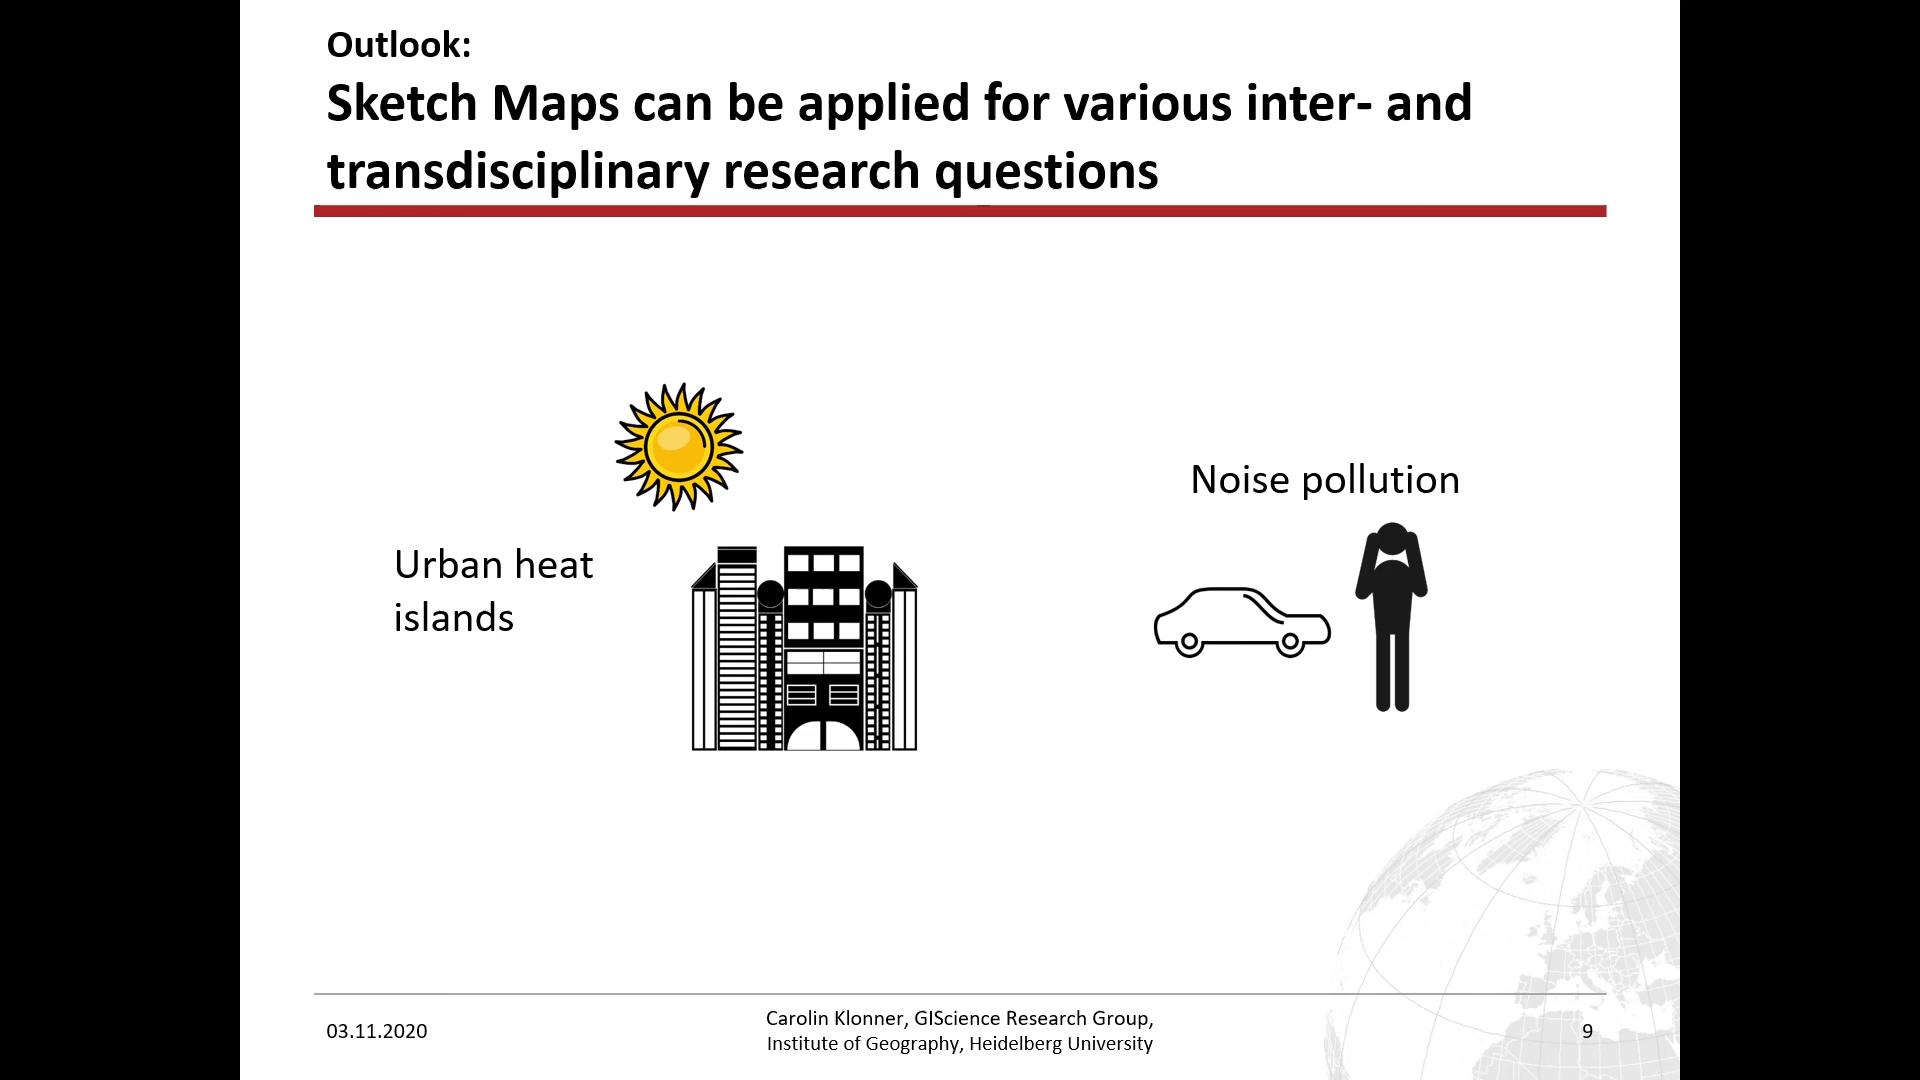 Outlook:
Sketch Maps can be applied for various inter- and
transdisciplinary research questions
Noise pollution
Urban heat
islands
03.11.2020
Carolin Klonner, GIScience Research Group,
Institute of Geography, Heidelberg University
9